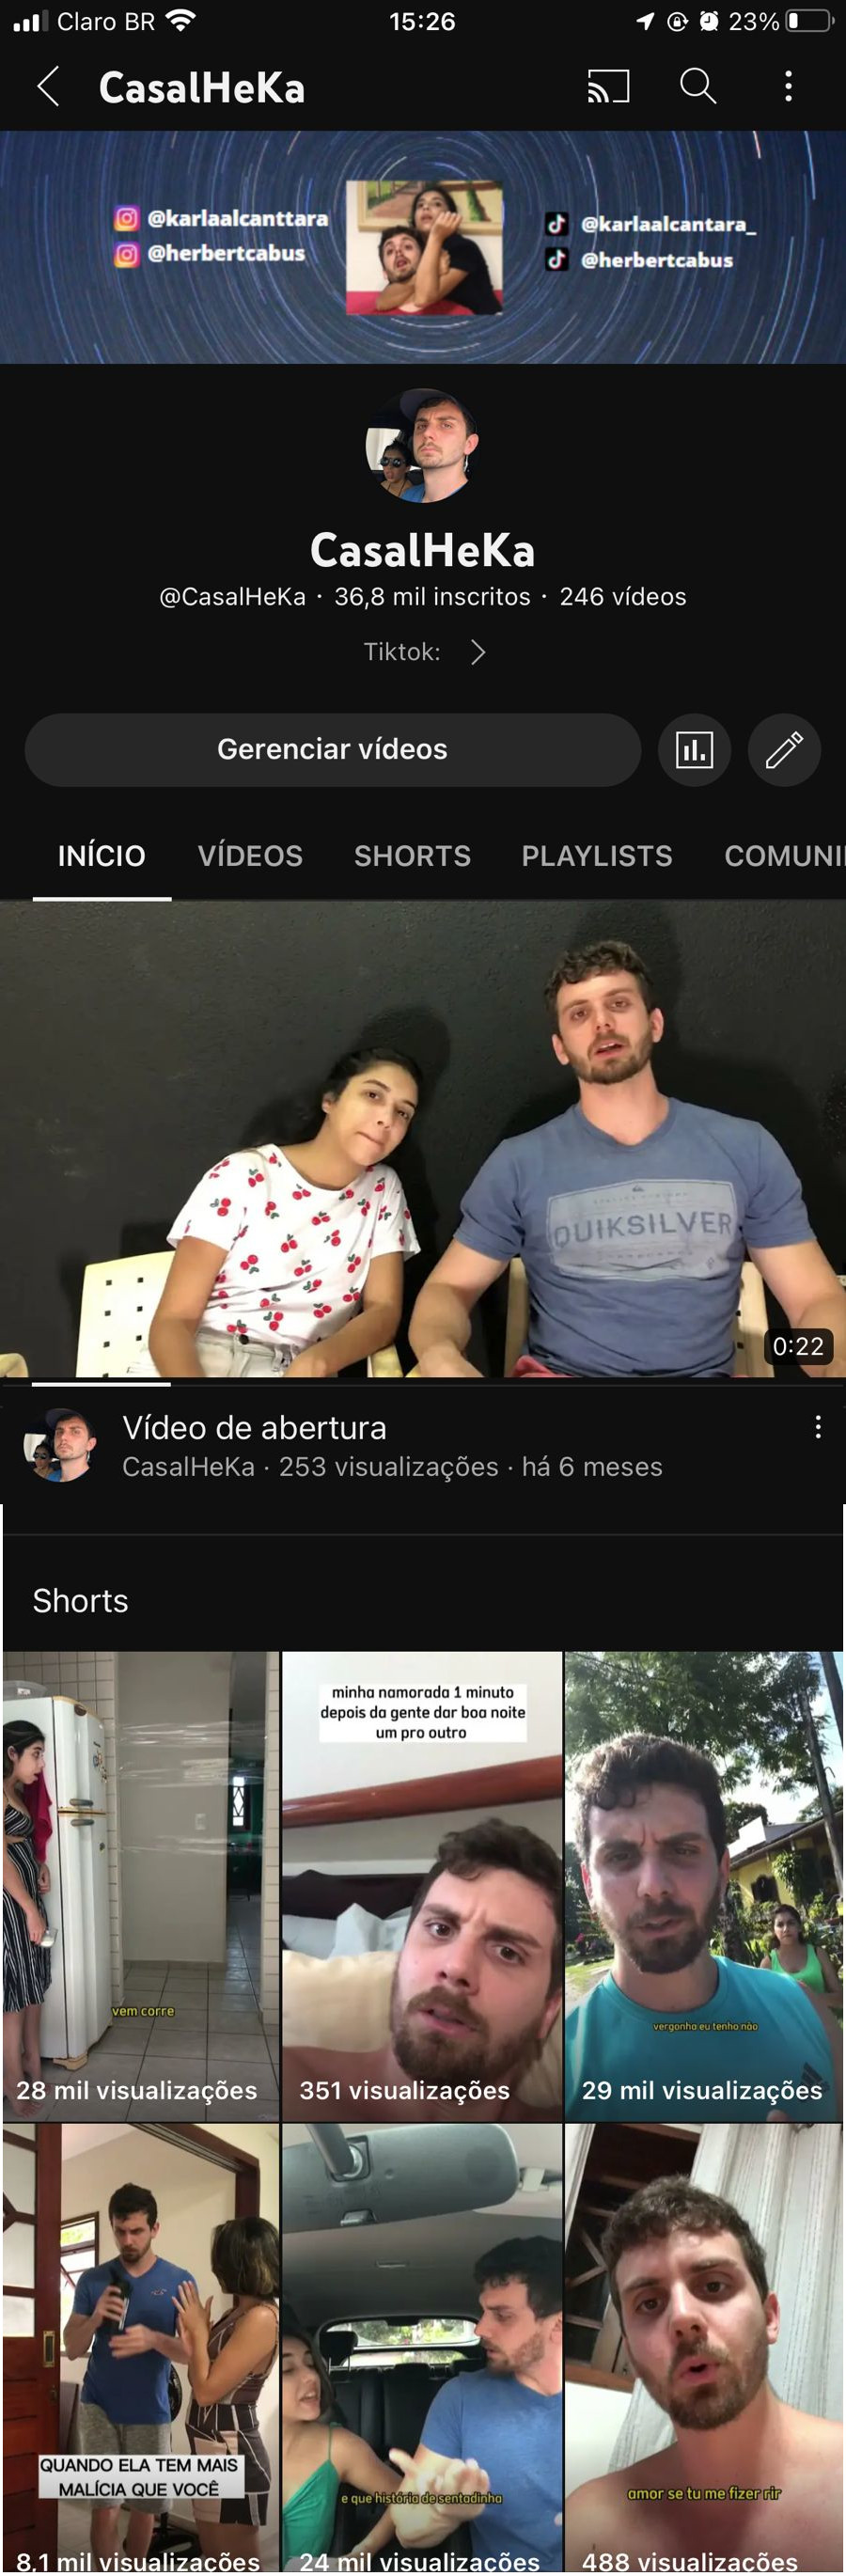 Claro BR
15:26
23%
CasalHeKa
@karlaalcanttara
@herbertcabus
@karlaalcantara_
@herbertcabus
CasalHeKa
@CasalHeKa · 36,8 mil inscritos · 246 vídeos
Tiktok:
Gerenciar vídeos
INÍCIO VÍDEOS SHORTS PLAYLISTS COMUNI
QUIKSILVER
0:22
Vídeo de abertura
CasalHeKa · 253 visualizações · há 6 meses
Shorts
vem corre
28 mil visualizações
minha namorada 1 minuto
depois da gente dar boa noite
um pro outro
351 visualizações
vergonha eu tenho não
29 mil visualizações
QUANDO ELA TEM MAIS
MALÍCIA QUE VOCÊ
8,1 mil visualizações
e que história de sentadinha
24 mil visualizações
amor se tu me fizer rir
488 visualizações